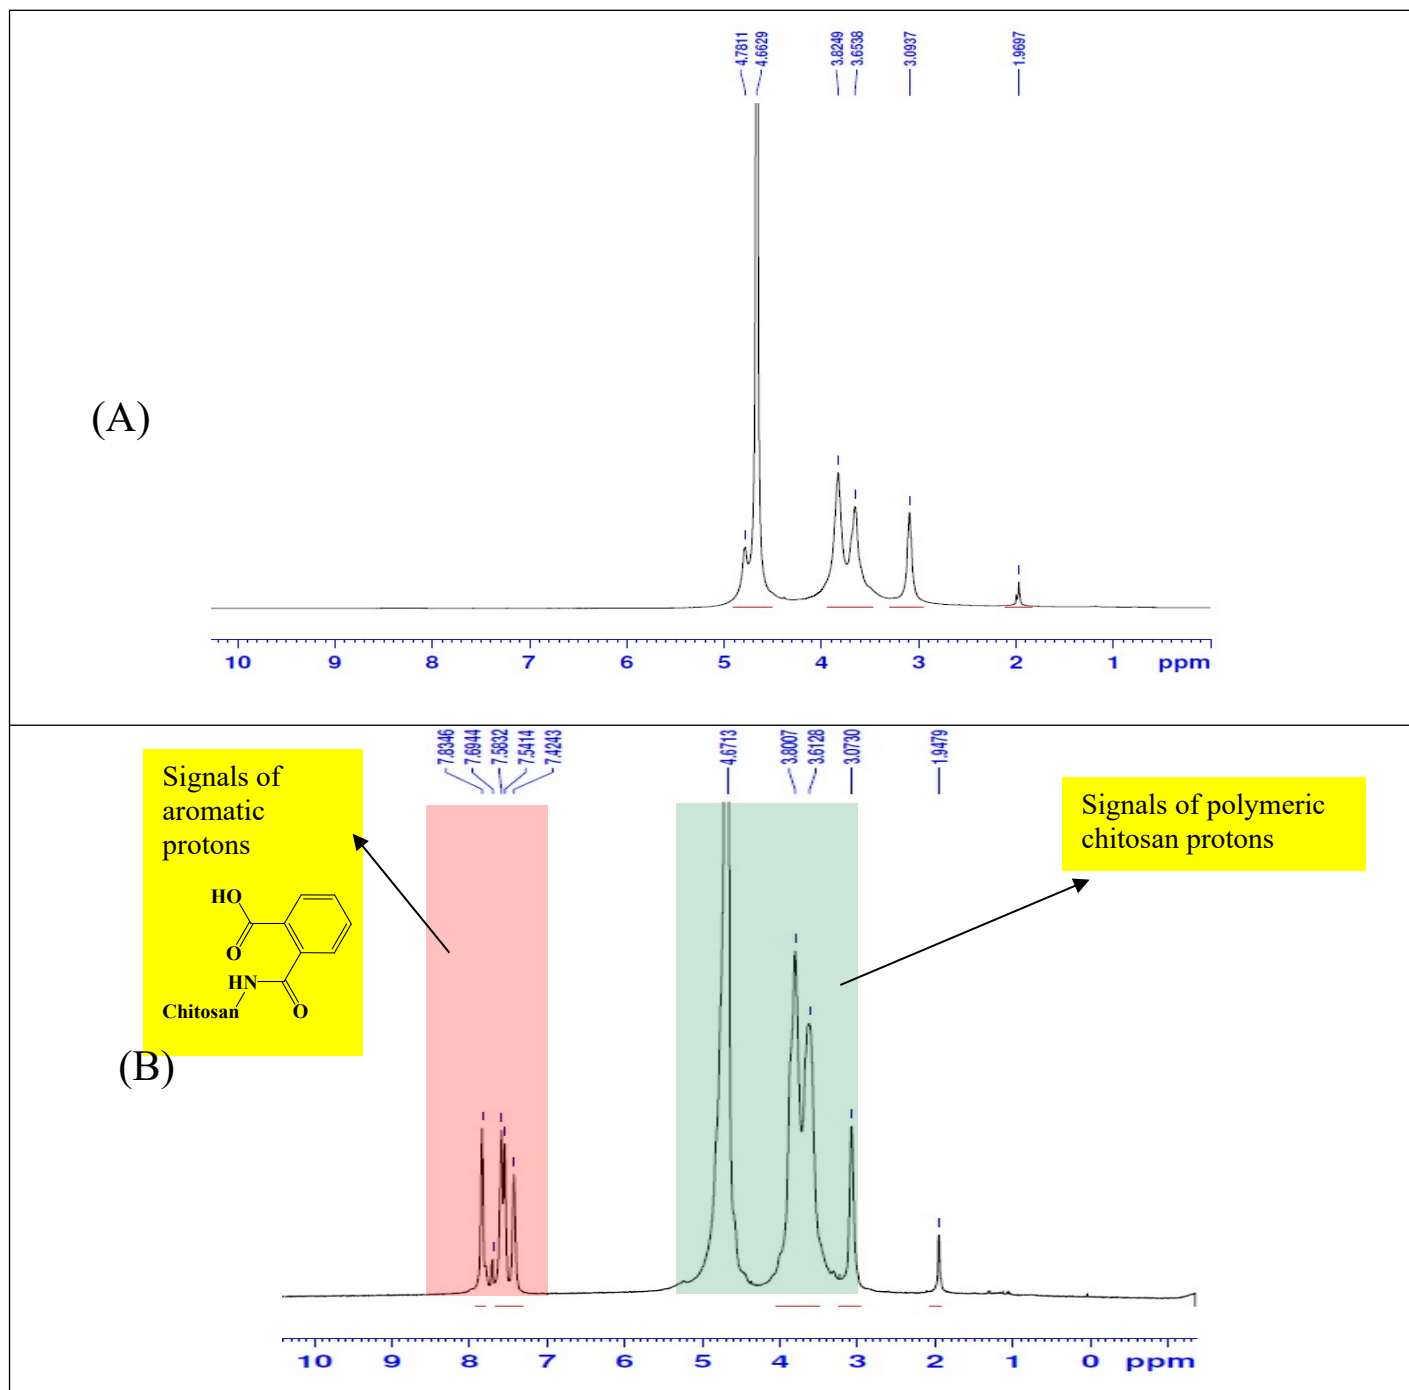 4.7811
4.6629
3.8249
3.6538
3.0937
1.9697
(A)
10 9 8 7 6 5 4 3 2 1 ppm
7.8346
7.6944
7.5832
7.5414
7.4243
4.6713
3.8007
3.6128
3.0730
1.9479
Signals of
aromatic
protons
HO
O
HN
Chitosan
O
Signals of polymeric
chitosan protons
(B)
10 9 8 7 6 5 4 3 2 1 0 ppm